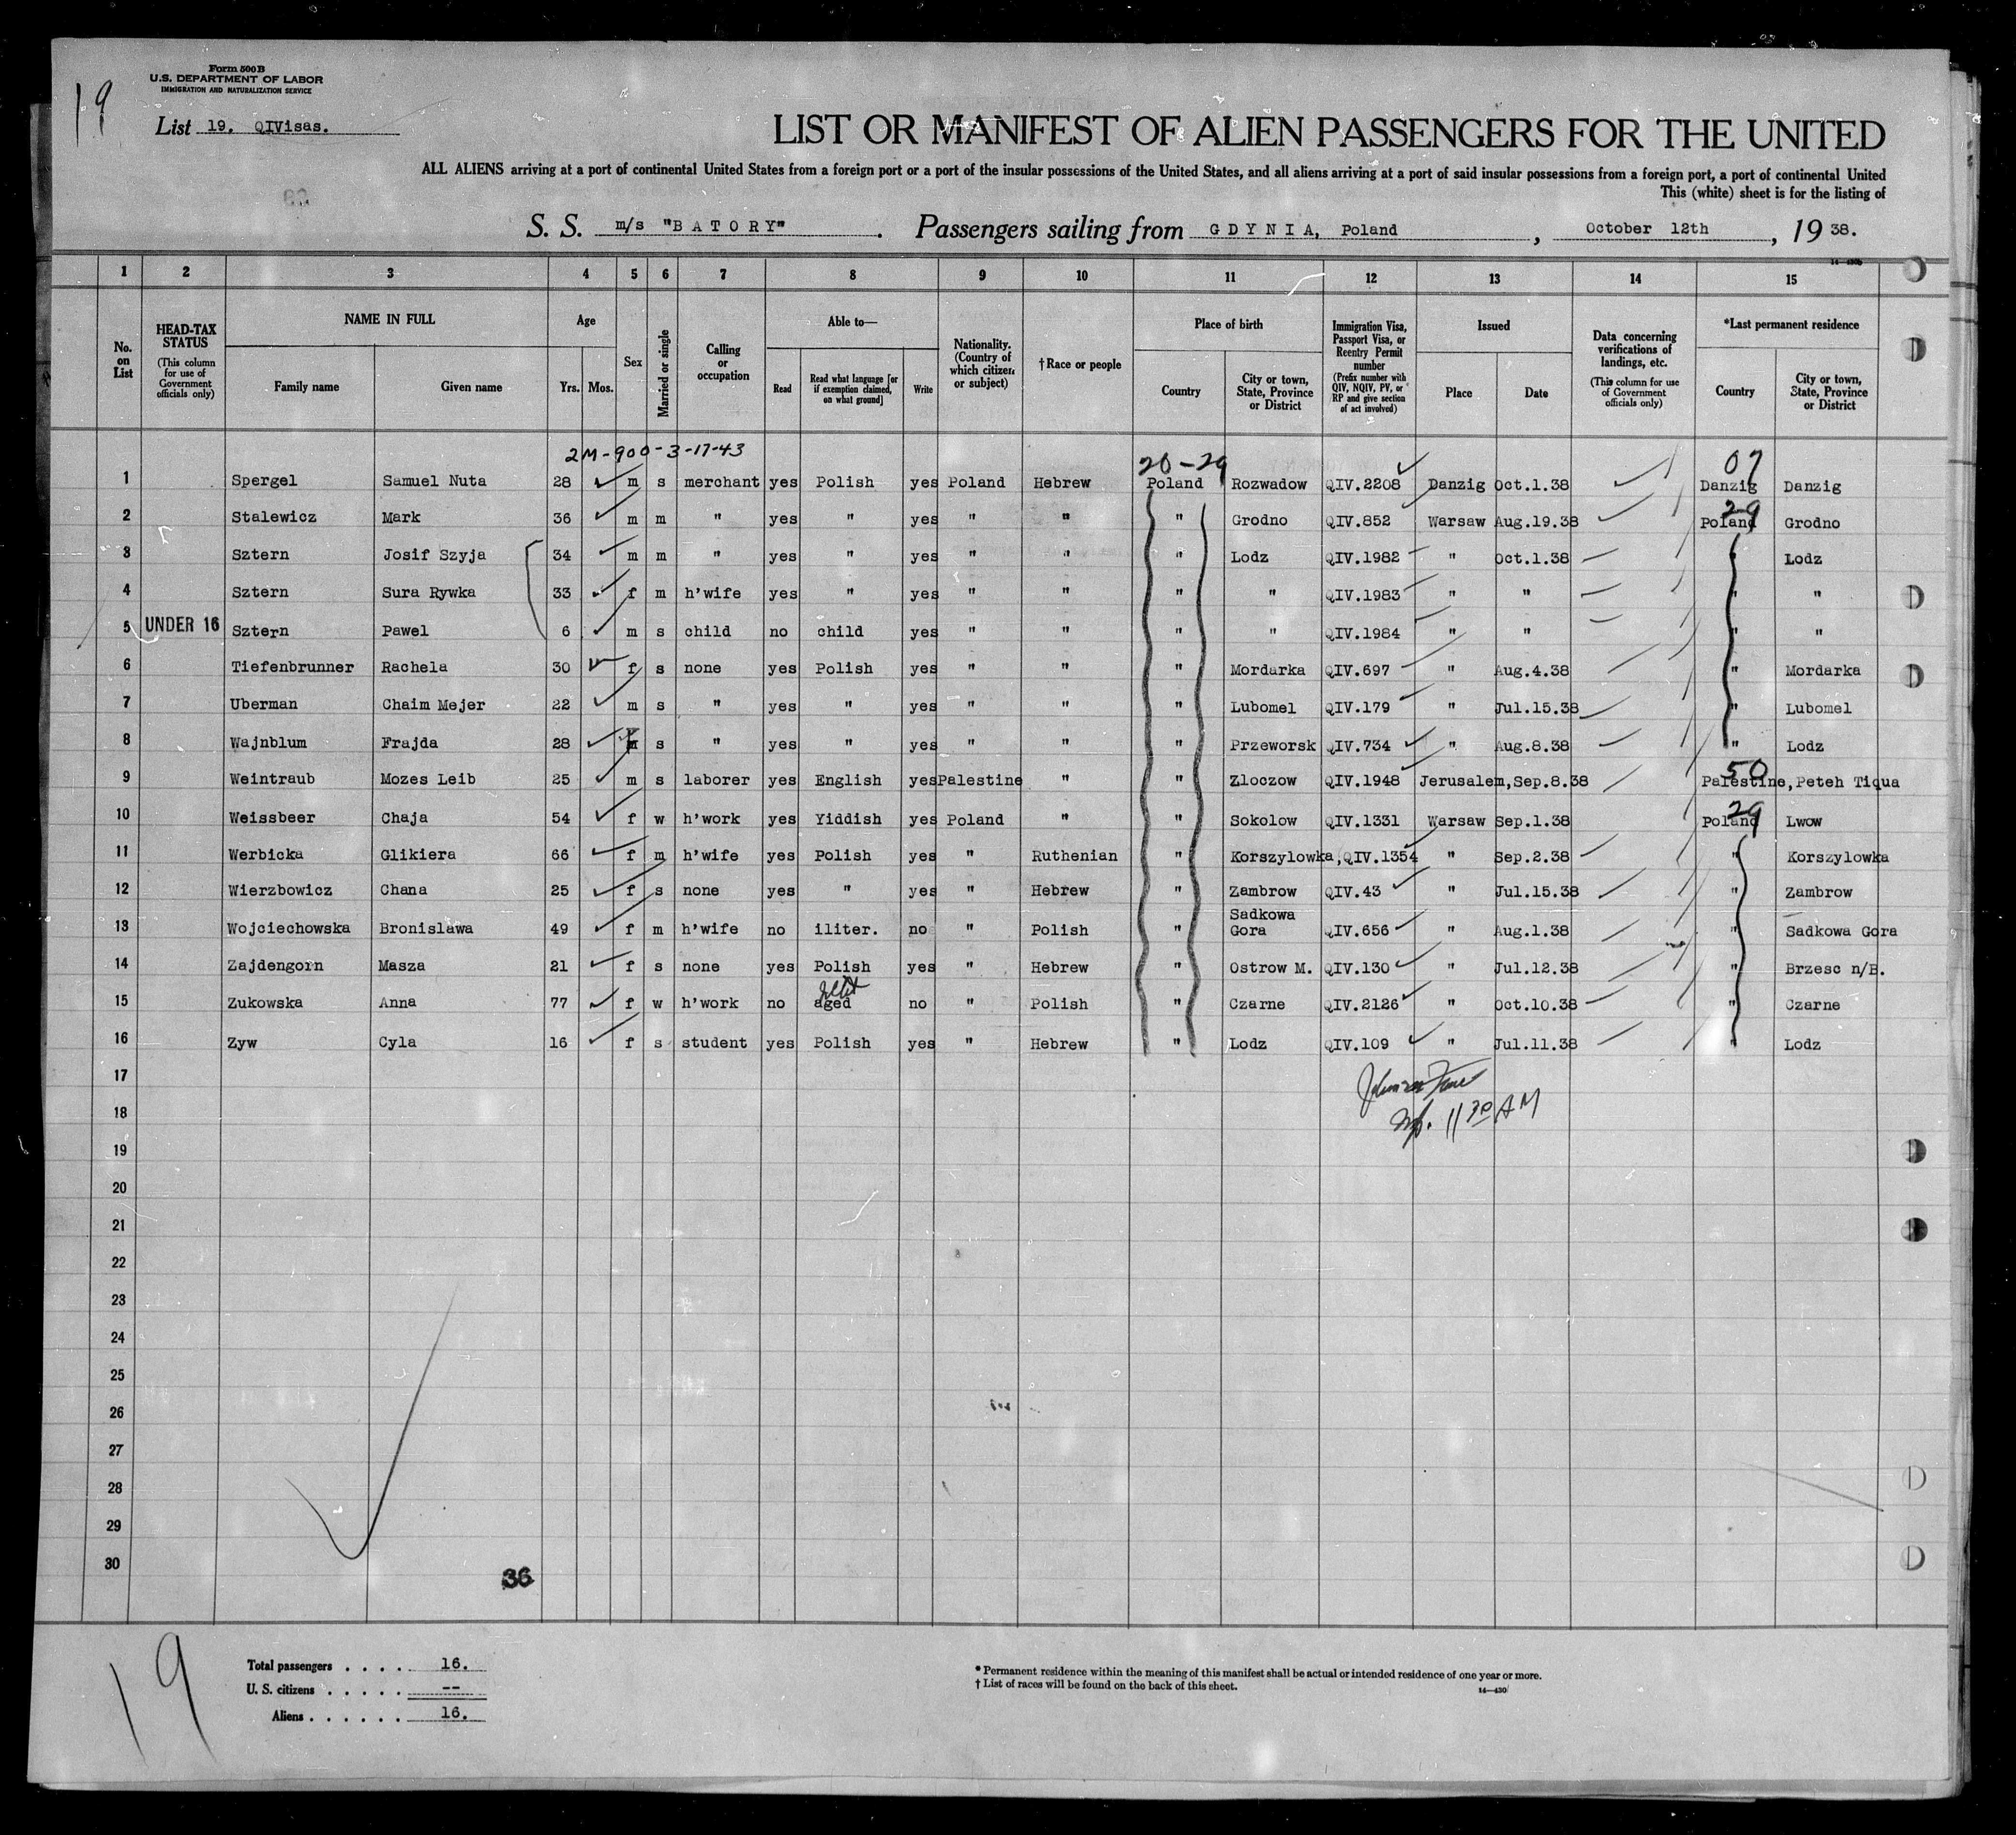 Form 500B
U.S. DEPARTMENT OF LABOR
IMMIGRATION AND NATURALIZATION SERVICE
19
List 19. QIVisas.
LIST OR MANIFEST OF ALIEN PASSENGERS FOR THE UNITED
ALL ALIENS arriving at a port of continental United States from a foreign port or a port of the insular possessions of the United States, and all aliens arriving at a port of said insular possessions from a foreign port, a port of continental United
This (white) sheet is for the listing of
S. S. m/s "BATORY". Passengers sailing from GDYNIA, Poland, October 12th, 1938.
14—430b
1 2 3 4 5 6 7 8 9 10 11 12 13 14 15
No. on List
HEAD-TAX STATUS
(This column for use of Government officials only)
NAME IN FULL
Family name Given name
Age
Yrs. Mos.
Sex
Married or single
Calling or occupation
Able to—
Read
Read what language [or if exemption claimed, on what ground]
Write
Nationality. (Country of which citizen or subject)
†Race or people
Place of birth
Country
City or town, State, Province or District
Immigration Visa, Passport Visa, or Reentry Permit number
(Prefix number with QIV, NQIV, PV, or RP and give section of act involved)
Issued
Place Date
Data concerning verifications of landings, etc.
(This column for use of Government officials only)
*Last permanent residence
Country
City or town, State, Province or District
2M-900-3-17-43
20-29
07
1 Spergel Samuel Nuta 28 m s merchant yes Polish yes Poland Hebrew Poland Rozwadow QIV.2208 Danzig Oct.1.38 Danzig Danzig
29
2 Stalewicz Mark 36 m m " yes " yes " " " Grodno QIV.852 Warsaw Aug.19.38 Poland Grodno
3 Sztern Josif Szyja 34 m m " yes " yes " " " Lodz QIV.1982 " Oct.1.38 " Lodz
4 Sztern Sura Rywka 33 f m h'wife yes " yes " " " " QIV.1983 " " " "
5 UNDER 16 Sztern Pawel 6 m s child no child yes " " " " QIV.1984 " " " "
6 Tiefenbrunner Rachela 30 f s none yes Polish yes " " " Mordarka QIV.697 " Aug.4.38 " Mordarka
7 Uberman Chaim Mejer 22 m s " yes " yes " " " Lubomel QIV.179 " Jul.15.38 " Lubomel
8 Wajnblum Frajda 28 s " yes " yes " " " Przeworsk QIV.734 " Aug.8.38 " Lodz
50
9 Weintraub Mozes Leib 25 m s laborer yes English yes Palestine " " Zloczow QIV.1948 Jerusalem, Sep.8.38 Palestine, Peteh Tiqua
29
10 Weissbeer Chaja 54 f w h'work yes Yiddish yes Poland " " Sokolow QIV.1331 Warsaw Sep.1.38 Poland Lwow
11 Werbicka Glikiera 66 f m h'wife yes Polish yes " Ruthenian " Korszylowka, QIV.1354 " Sep.2.38 " Korszylowka
12 Wierzbowicz Chana 25 f s none yes " yes " Hebrew " Zambrow QIV.43 " Jul.15.38 " Zambrow
13 Wojciechowska Bronislawa 49 f m h'wife no iliter. no " Polish " Sadkowa Gora QIV.656 " Aug.1.38 " Sadkowa Gora
14 Zajdengorn Masza 21 f s none yes Polish yes " Hebrew " Ostrow M. QIV.130 " Jul.12.38 " Brzesc n/B.
15 Zukowska Anna 77 f w h'work no aged no " Polish " Czarne QIV.2126 " Oct.10.38 " Czarne
16 Zyw Cyla 16 f s student yes Polish yes " Hebrew " Lodz QIV.109 " Jul.11.38 " Lodz
17
18
11 30 AM
19
20
21
22
23
24
25
26
27
28
29
30
36
19
Total passengers . . . . 16.
U. S. citizens . . . . . --
Aliens . . . . . . 16.
* Permanent residence within the meaning of this manifest shall be actual or intended residence of one year or more.
† List of races will be found on the back of this sheet.
14—430